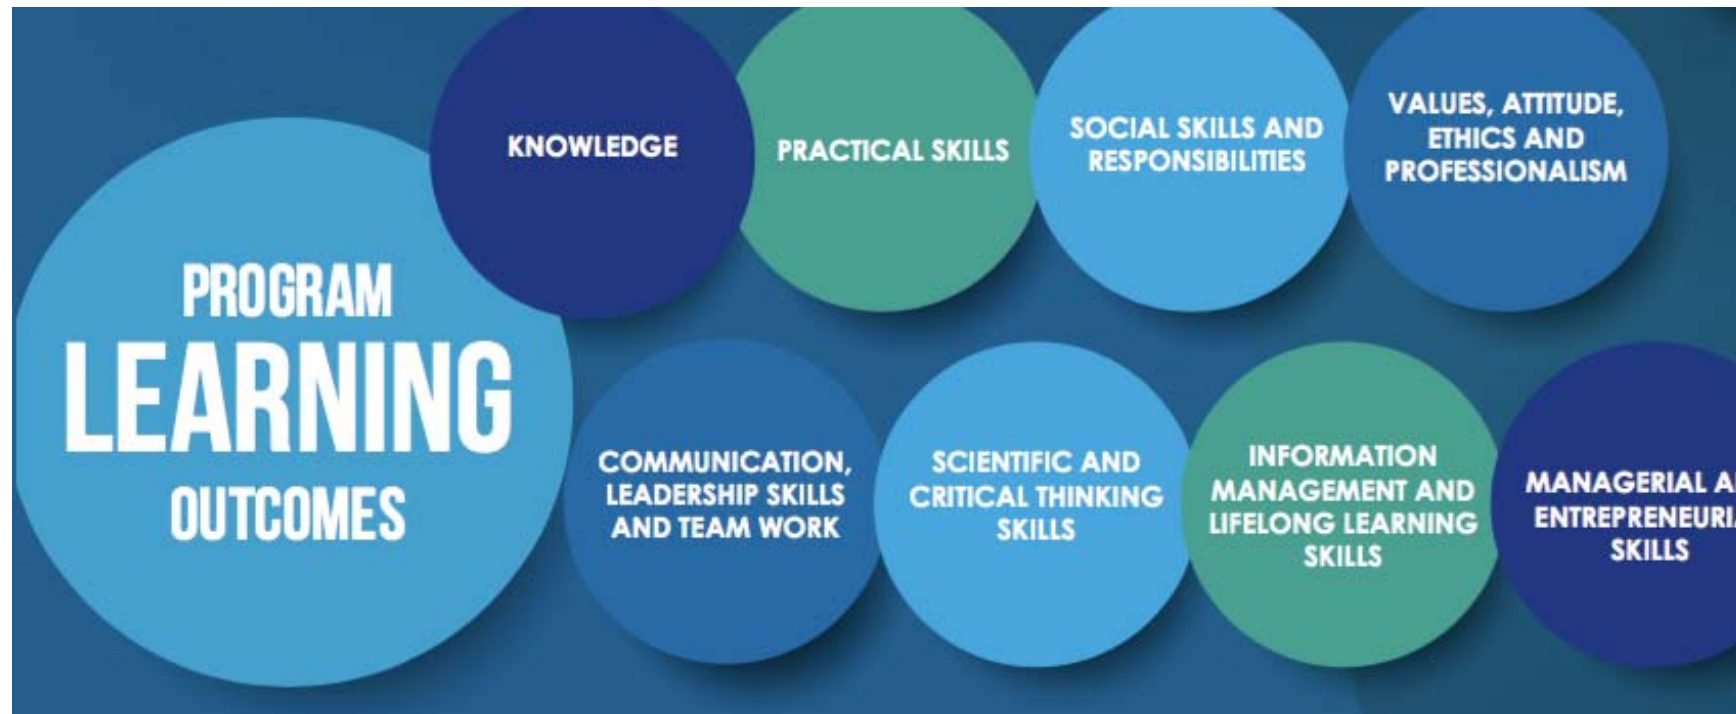 PROGRAM
LEARNING
OUTCOMES
KNOWLEDGE
PRACTICAL SKILLS
SOCIAL SKILLS AND
RESPONSIBILITIES
VALUES, ATTITUDE,
ETHICS AND
PROFESSIONALISM
COMMUNICATION,
LEADERSHIP SKILLS
AND TEAM WORK
SCIENTIFIC AND
CRITICAL THINKING
SKILLS
INFORMATION
MANAGEMENT AND
LIFELONG LEARNING
SKILLS
MANAGERIAL
SKILLS